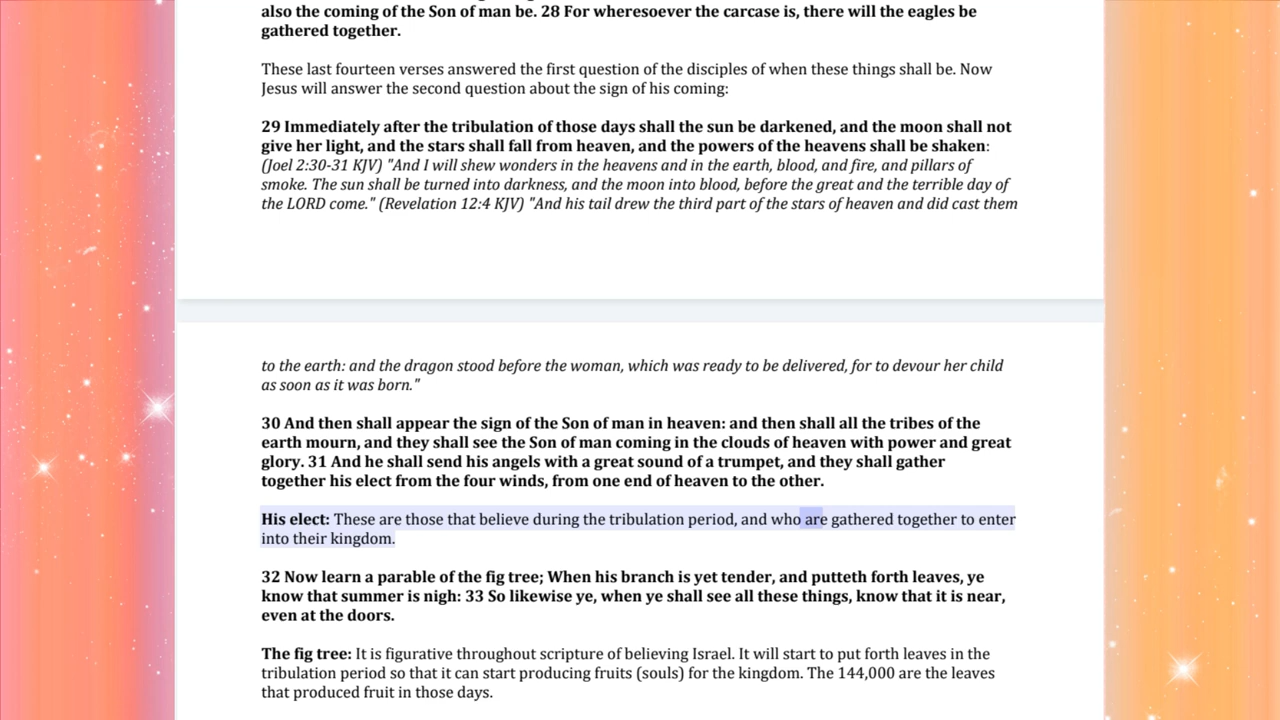 also the coming of the Son of man be. 28 For wheresoever the carcase is, there will the eagles be
gathered together.
These last fourteen verses answered the first question of the disciples of when these things shall be. Now
Jesus will answer the second question about the sign of his coming:
29 Immediately after the tribulation of those days shall the sun be darkened, and the moon shall not
give her light, and the stars shall fall from heaven, and the powers of the heavens shall be shaken:
(Joel 2:30-31 KJV) "And I will shew wonders in the heavens and in the earth, blood, and fire, and pillars of
smoke. The sun shall be turned into darkness, and the moon into blood, before the great and the terrible day of
the LORD come." (Revelation 12:4 KJV) "And his tail drew the third part of the stars of heaven and did cast them
to the earth: and the dragon stood before the woman, which was ready to be delivered, for to devour her child
as soon as it was born."
30 And then shall appear the sign of the Son of man in heaven: and then shall all the tribes of the
earth mourn, and they shall see the Son of man coming in the clouds of heaven with power and great
glory. 31 And he shall send his angels with a great sound of a trumpet, and they shall gather
together his elect from the four winds, from one end of heaven to the other.
His elect: These are those that believe during the tribulation period, and who are gathered together to enter
into their kingdom.
32 Now learn a parable of the fig tree; When his branch is yet tender, and putteth forth leaves, ye
know that summer is nigh: 33 So likewise ye, when ye shall see all these things, know that it is near,
even at the doors.
The fig tree: It is figurative throughout scripture of believing Israel. It will start to put forth leaves in the
tribulation period so that it can start producing fruits (souls) for the kingdom. The 144,000 are the leaves
that produced fruit in those days.